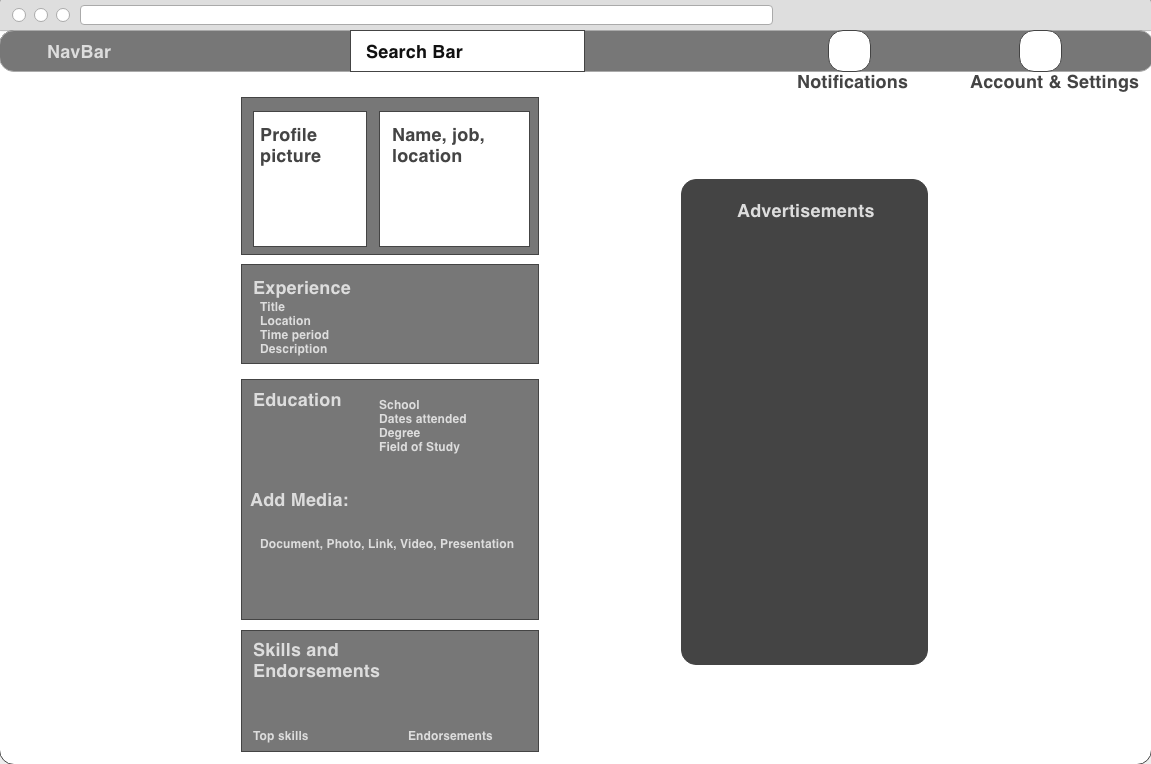 NavBar
Search Bar
Notifications
Account & Settings
Profile
picture
Name, job,
location
Advertisements
Experience
Title
Location
Time period
Description
Education
School
Dates attended
Degree
Field of Study
Add Media:
Document, Photo, Link, Video, Presentation
Skills and
Endorsements
Top skills
Endorsements